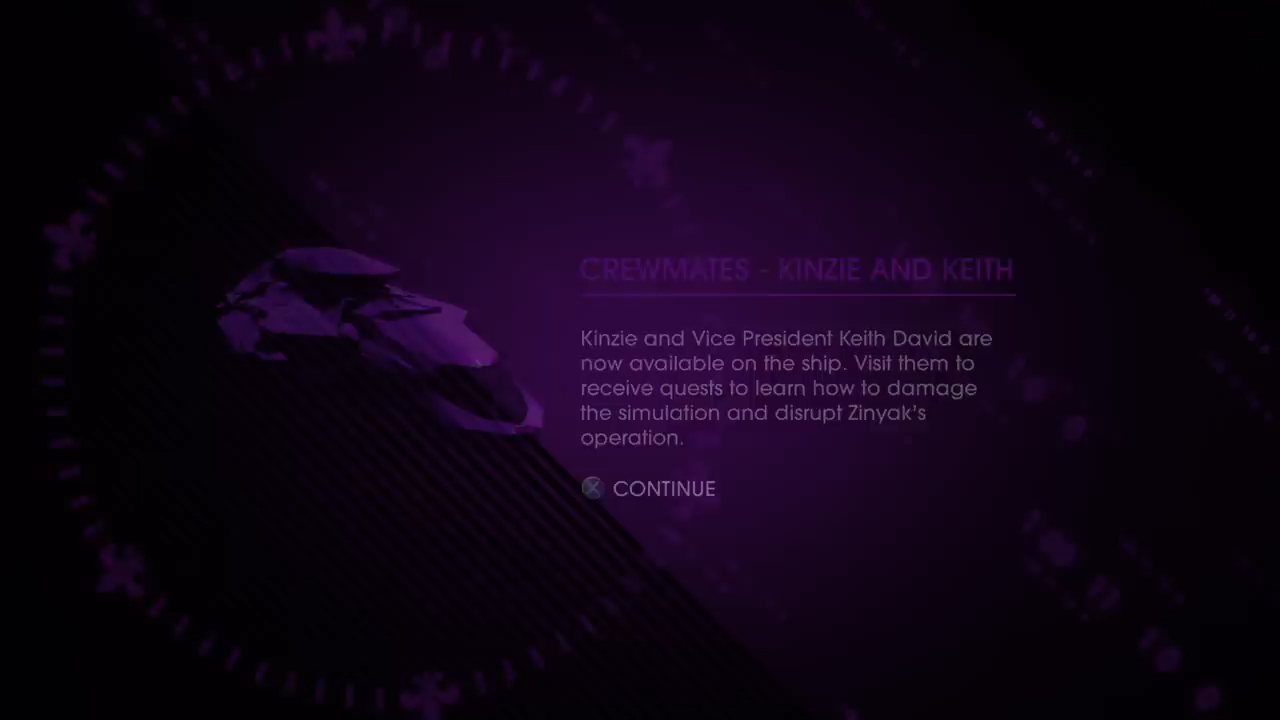 CREWMATES - KINZIE AND KEITH
Kinzie and Vice President Keith David are
now available on the ship. Visit them to
receive quests to learn how to damage
the simulation and disrupt Zinyak's
operation.
CONTINUE